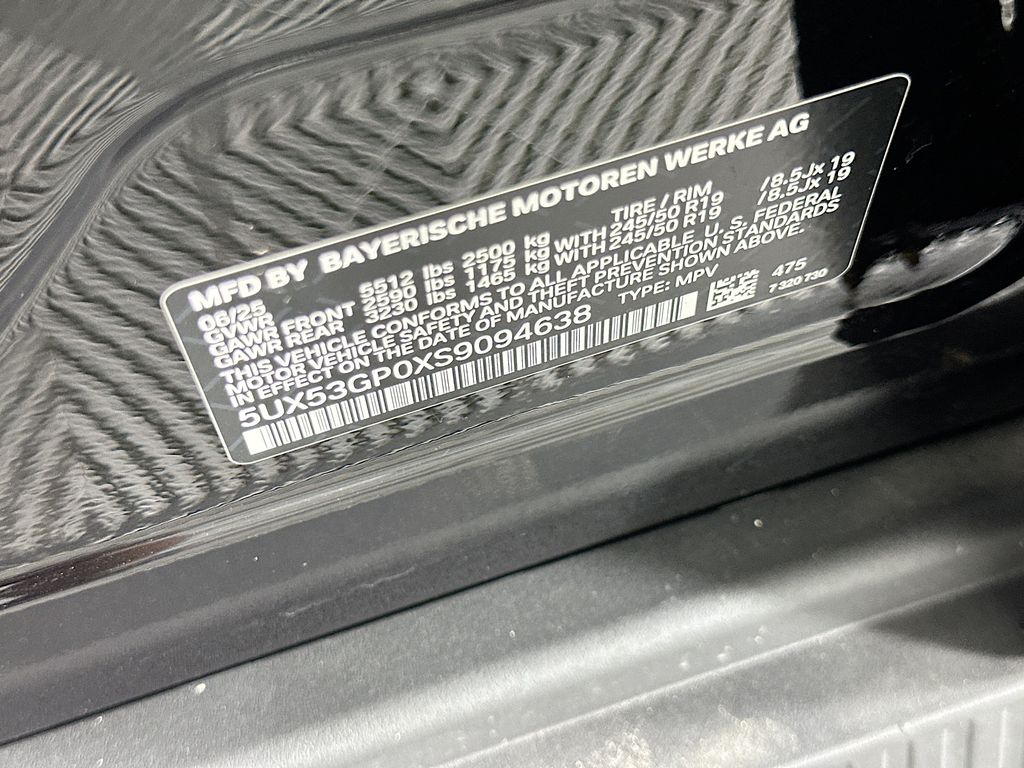 MFD BY BAYERISCHE MOTOREN WERKE AG
06/25 TIRE / RIM
GVWR 5512 lbs 2500 kg
GAWR FRONT 2590 lbs 1175 kg WITH 245/50 R19 /8.5Jx 19
GAWR REAR 3230 lbs 1465 kg WITH 245/50 R19 /8.5Jx 19
THIS VEHICLE CONFORMS TO ALL APPLICABLE U. S. FEDERAL
MOTOR VEHICLE SAFETY AND THEFT PREVENTION STANDARDS
IN EFFECT ON THE DATE OF MANUFACTURE SHOWN ABOVE.
5UX53GP0XS9094638 TYPE: MPV 475
7 320 730